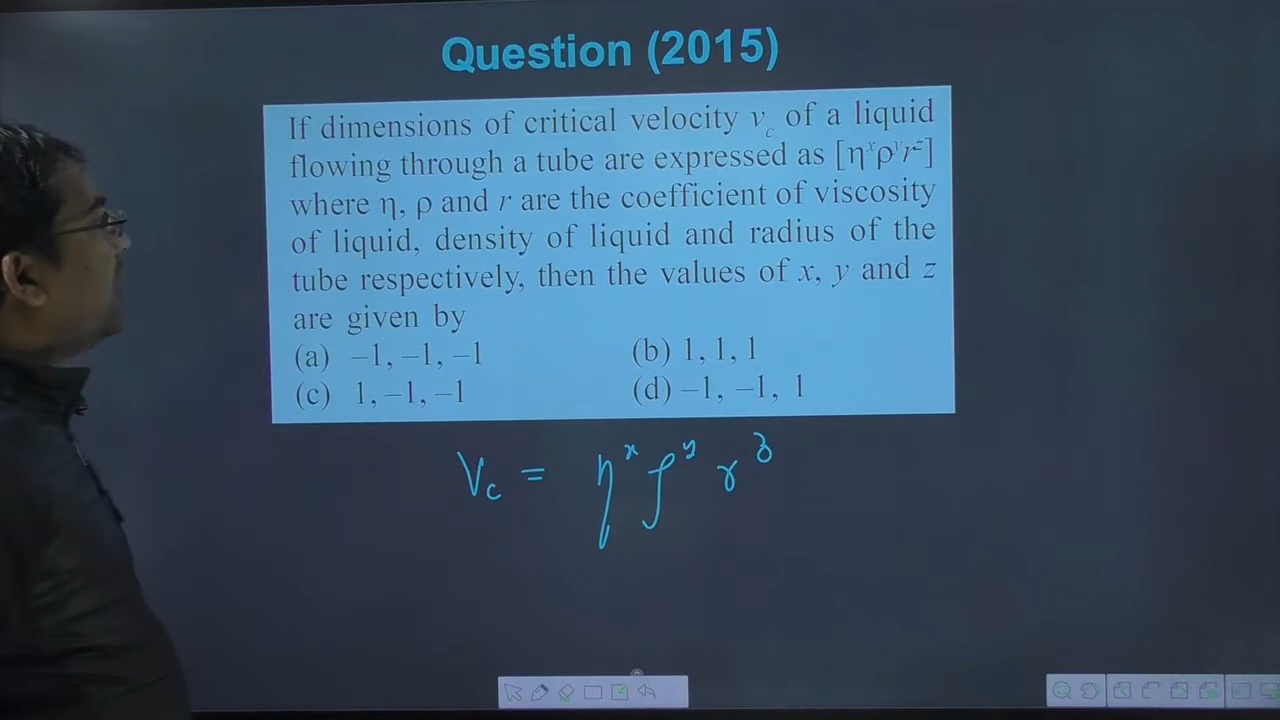 Question (2015)
If dimensions of critical velocity v_c of a liquid
flowing through a tube are expressed as [η^xρ^yr^z]
where η, ρ and r are the coefficient of viscosity
of liquid, density of liquid and radius of the
tube respectively, then the values of x, y and z
are given by
(a) –1, –1, –1 (b) 1, 1, 1
(c) 1, –1, –1 (d) –1, –1, 1
V_c = η^x ρ^y r^z